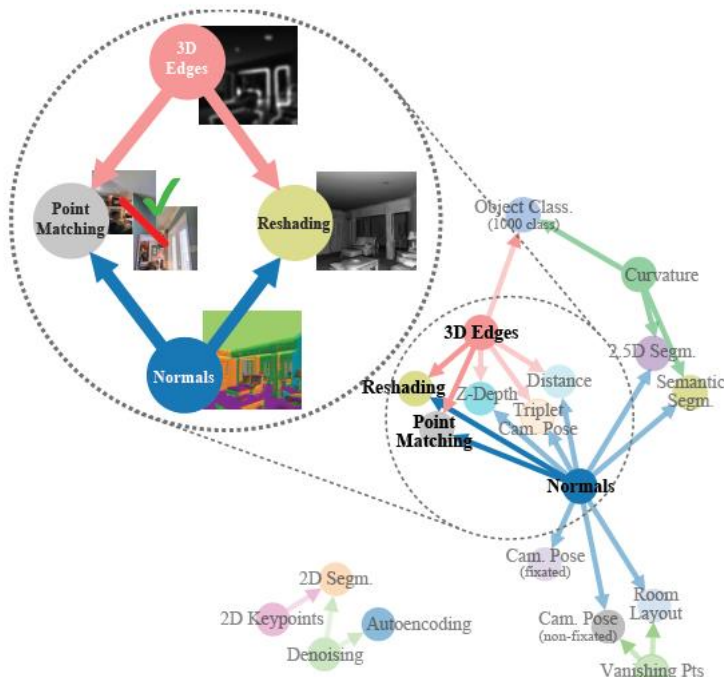 3D
Edges
Point
Matching
Reshading
Normals
Object Class.
(1000 class)
Curvature
3D Edges
2.5D Segm.
Reshading
Z-Depth
Distance
Semantic
Segm.
Triplet
Cam. Pose
Point
Matching
Normals
Cam. Pose
(fixated)
2D Segm.
2D Keypoints
Autoencoding
Denoising
Cam. Pose
(non-fixated)
Room
Layout
Vanishing Pts